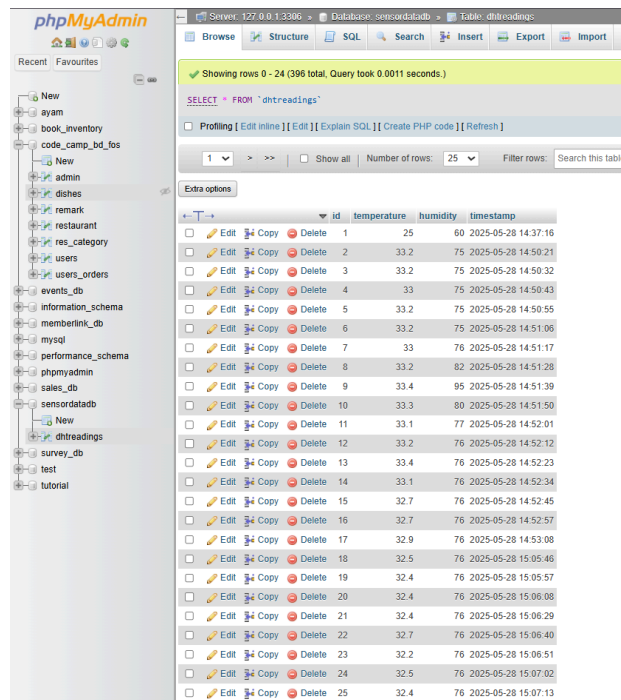 phpMyAdmin
Recent Favourites
New
ayam
book_inventory
code_camp_bd_fos
New
admin
dishes
remark
restaurant
res_category
users
users_orders
events_db
information_schema
memberlink_db
mysql
performance_schema
phpmyadmin
sales_db
sensordatadb
New
dhtreadings
survey_db
test
tutorial
Server: 127.0.0.1:3306 » Database: sensordatadb » Table: dhtreadings
Browse Structure SQL Search Insert Export Import
Showing rows 0 - 24 (396 total, Query took 0.0011 seconds.)
SELECT * FROM `dhtreadings`
Profiling [ Edit inline ] [ Edit ] [ Explain SQL ] [ Create PHP code ] [ Refresh ]
1 > >> | Show all | Number of rows: 25 Filter rows: Search this tabl
Extra options
←T→ id temperature humidity timestamp
Edit Copy Delete 1 25 60 2025-05-28 14:37:16
Edit Copy Delete 2 33.2 75 2025-05-28 14:50:21
Edit Copy Delete 3 33.2 75 2025-05-28 14:50:32
Edit Copy Delete 4 33 75 2025-05-28 14:50:43
Edit Copy Delete 5 33.2 75 2025-05-28 14:50:55
Edit Copy Delete 6 33.2 75 2025-05-28 14:51:06
Edit Copy Delete 7 33 76 2025-05-28 14:51:17
Edit Copy Delete 8 33.2 82 2025-05-28 14:51:28
Edit Copy Delete 9 33.4 95 2025-05-28 14:51:39
Edit Copy Delete 10 33.3 80 2025-05-28 14:51:50
Edit Copy Delete 11 33.1 77 2025-05-28 14:52:01
Edit Copy Delete 12 33.2 76 2025-05-28 14:52:12
Edit Copy Delete 13 33.4 76 2025-05-28 14:52:23
Edit Copy Delete 14 33.1 76 2025-05-28 14:52:34
Edit Copy Delete 15 32.7 76 2025-05-28 14:52:45
Edit Copy Delete 16 32.7 76 2025-05-28 14:52:57
Edit Copy Delete 17 32.9 76 2025-05-28 14:53:08
Edit Copy Delete 18 32.5 76 2025-05-28 15:05:46
Edit Copy Delete 19 32.4 76 2025-05-28 15:05:57
Edit Copy Delete 20 32.4 76 2025-05-28 15:06:08
Edit Copy Delete 21 32.4 76 2025-05-28 15:06:29
Edit Copy Delete 22 32.7 76 2025-05-28 15:06:40
Edit Copy Delete 23 32.2 76 2025-05-28 15:06:51
Edit Copy Delete 24 32.5 76 2025-05-28 15:07:02
Edit Copy Delete 25 32.4 76 2025-05-28 15:07:13